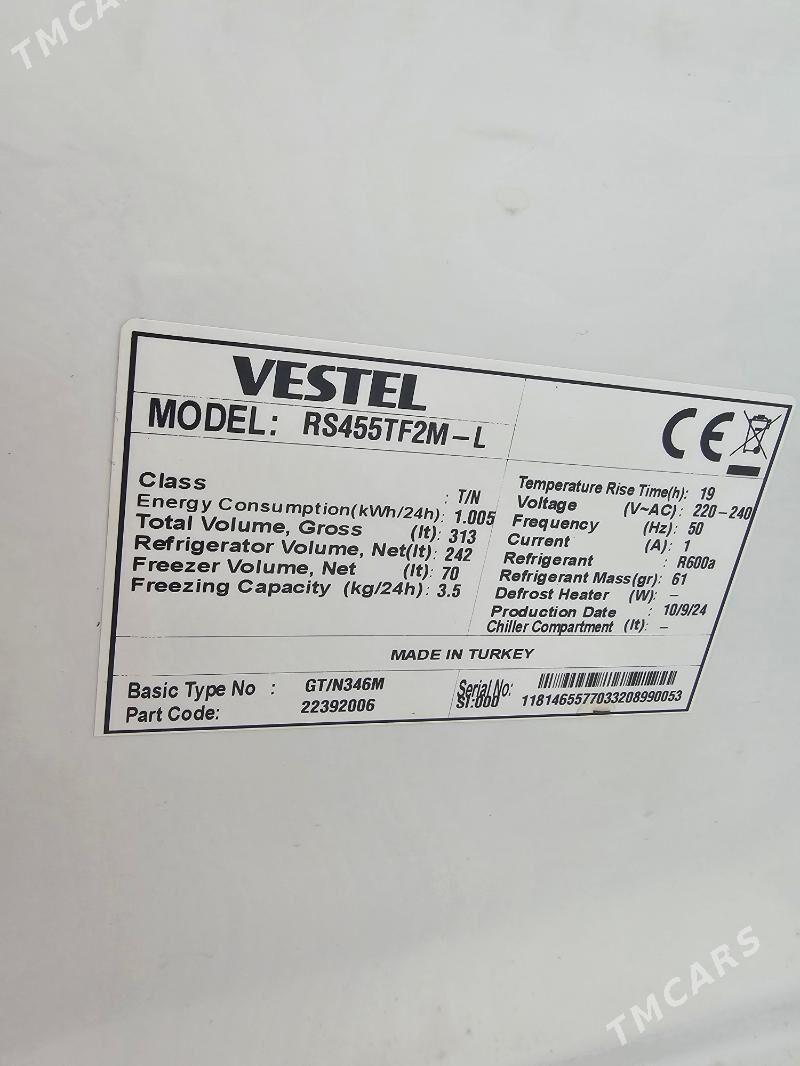 TMCARS
VESTEL
MODEL: RS455TF2M-L
CE
Class : T/N
Energy Consumption(kWh/24h): 1.005
Total Volume, Gross (lt): 313
Refrigerator Volume, Net(lt): 242
Freezer Volume, Net (lt): 70
Freezing Capacity (kg/24h): 3.5
Temperature Rise Time(h): 19
Voltage (V~AC): 220-240
Frequency (Hz): 50
Current (A): 1
Refrigerant : R600a
Refrigerant Mass(gr): 61
Defrost Heater (W): -
Production Date : 10/9/24
Chiller Compartment (lt): -
MADE IN TURKEY
Basic Type No : GT/N346M
Part Code: 22392006
Serial No:
1181465577033208990053
TMCARS